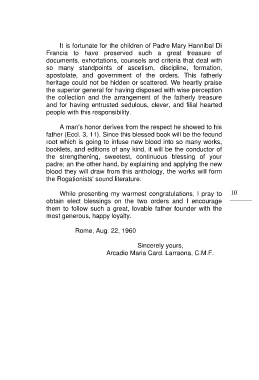 It is fortunate for the children of Padre Mary Hannibal Di
Francia to have preserved such a great treasure of
documents, exhortations, counsels and criteria that deal with
so many standpoints of ascetism, discipline, formation,
apostolate, and government of the orders. This fatherly
heritage could not be hidden or scattered. We heartly praise
the superior general for having disposed with wise perception
the collection and the arrangement of the fatherly treasure
and for having entrusted sedulous, clever, and filial hearted
people with this responsibility.
A man's honor derives from the respect he showed to his
father (Eccl. 3, 11). Since this blessed book will be the fecund
root which is going to infuse new blood into so many works,
booklets, and editions of any kind, it will be the conductor of
the strengthening, sweetest, continuous blessing of your
padre; an the other hand, by explaining and applying the new
blood they will draw from this anthology, the works will form
the Rogationists' sound literature.
While presenting my warmest congratulations, I pray to
obtain elect blessings on the two orders and I encourage
them to follow such a great, lovable father founder with the
most generous, happy loyalty.
10
Rome, Aug. 22, 1960
Sincerely yours,
Arcadio Maria Card. Larraona, C.M.F.